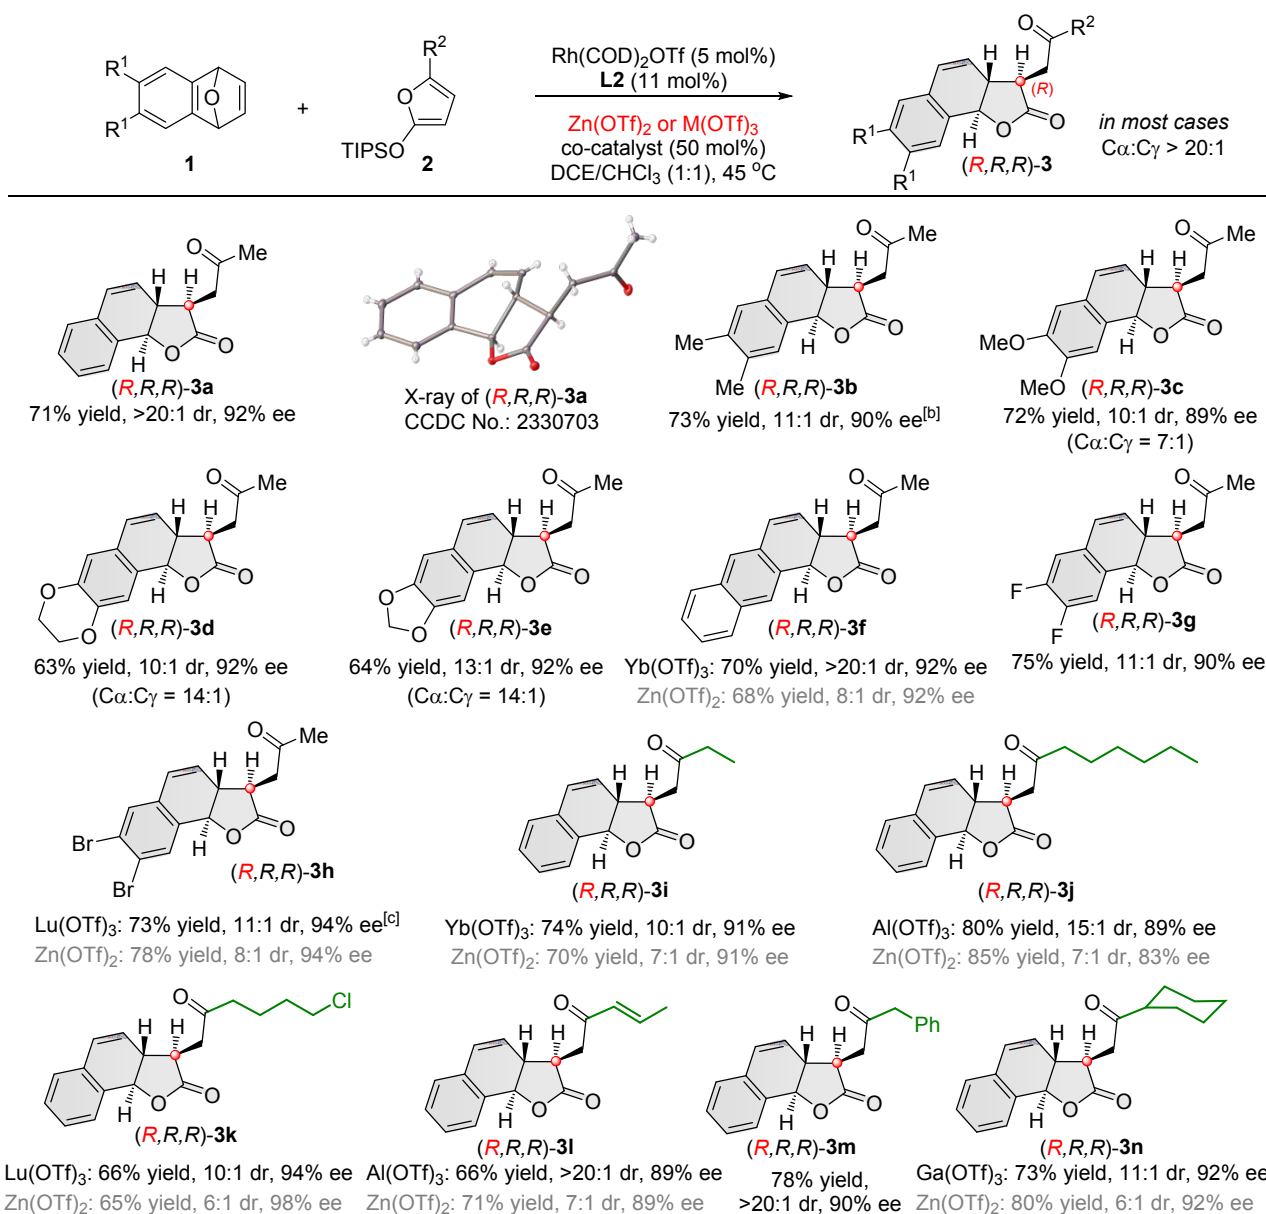 R¹
R¹
O
1
+
R²
O
TIPSO
2
Rh(COD)₂OTf (5 mol%)
L2 (11 mol%)
Zn(OTf)₂ or M(OTf)₃
co-catalyst (50 mol%)
DCE/CHCl₃ (1:1), 45 °C
O R²
H H
(R)
O
H O
R¹
R¹
(R,R,R)-3
in most cases
Cα:Cγ > 20:1
O Me
H H
O
H O
(R,R,R)-3a
71% yield, >20:1 dr, 92% ee
X-ray of (R,R,R)-3a
CCDC No.: 2330703
O Me
H H
O
Me H O
Me (R,R,R)-3b
73% yield, 11:1 dr, 90% ee[b]
O Me
H H
O
MeO H O
MeO (R,R,R)-3c
72% yield, 10:1 dr, 89% ee
(Cα:Cγ = 7:1)
O Me
H H
O
O H O
O (R,R,R)-3d
63% yield, 10:1 dr, 92% ee
(Cα:Cγ = 14:1)
O Me
H H
O
O H O
O (R,R,R)-3e
64% yield, 13:1 dr, 92% ee
(Cα:Cγ = 14:1)
O Me
H H
O
H O
(R,R,R)-3f
Yb(OTf)₃: 70% yield, >20:1 dr, 92% ee
Zn(OTf)₂: 68% yield, 8:1 dr, 92% ee
O Me
H H
O
F H O
F (R,R,R)-3g
75% yield, 11:1 dr, 90% ee
O Me
H H
O
Br H O
Br (R,R,R)-3h
Lu(OTf)₃: 73% yield, 11:1 dr, 94% ee[c]
Zn(OTf)₂: 78% yield, 8:1 dr, 94% ee
O
H H
O
H O
(R,R,R)-3i
Yb(OTf)₃: 74% yield, 10:1 dr, 91% ee
Zn(OTf)₂: 70% yield, 7:1 dr, 91% ee
O
H H
O
H O
(R,R,R)-3j
Al(OTf)₃: 80% yield, 15:1 dr, 89% ee
Zn(OTf)₂: 85% yield, 7:1 dr, 83% ee
O Cl
H H
O
H O
(R,R,R)-3k
Lu(OTf)₃: 66% yield, 10:1 dr, 94% ee
Zn(OTf)₂: 65% yield, 6:1 dr, 98% ee
O
H H
O
H O
(R,R,R)-3l
Al(OTf)₃: 66% yield, >20:1 dr, 89% ee
Zn(OTf)₂: 71% yield, 7:1 dr, 89% ee
O Ph
H H
O
H O
(R,R,R)-3m
78% yield,
>20:1 dr, 90% ee
O
H H
O
H O
(R,R,R)-3n
Ga(OTf)₃: 73% yield, 11:1 dr, 92% ee
Zn(OTf)₂: 80% yield, 6:1 dr, 92% ee